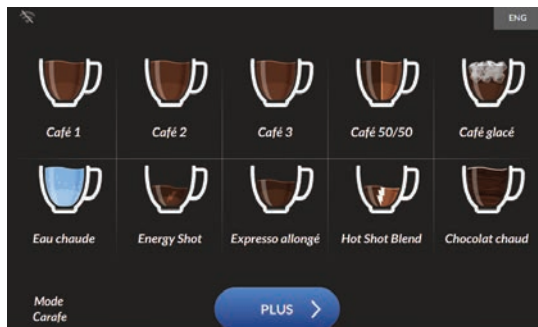 ENG
Café 1
Café 2
Café 3
Café 50/50
Café glacé
Eau chaude
Energy Shot
Expresso allongé
Hot Shot Blend
Chocolat chaud
Mode
Carafe
PLUS